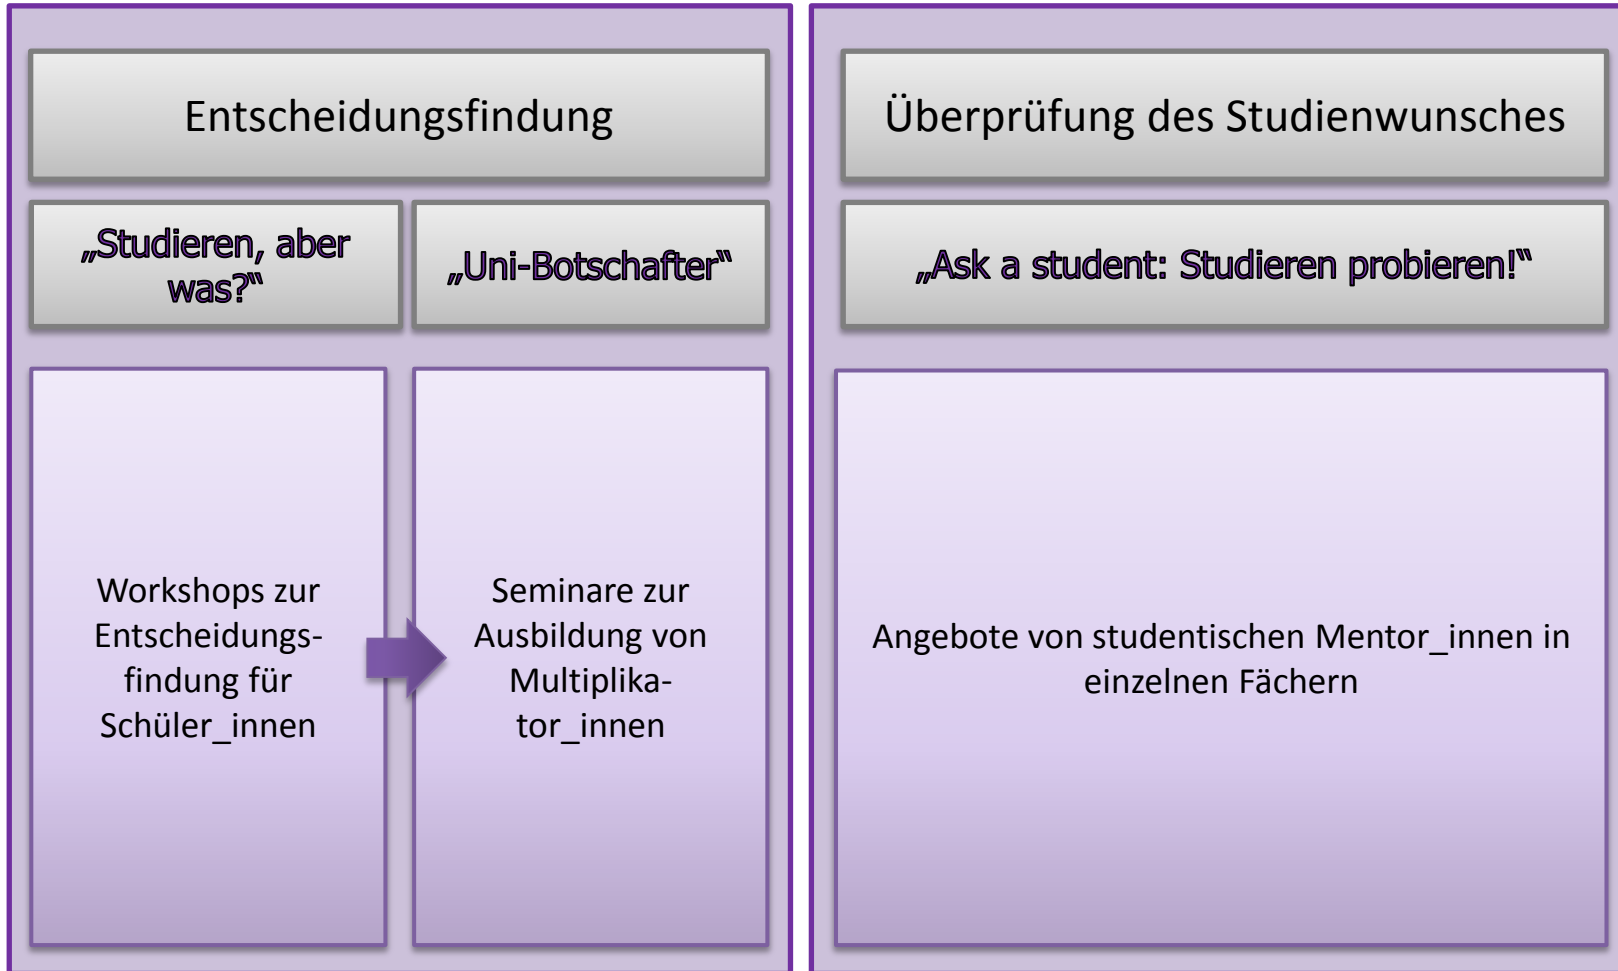 Entscheidungsfindung
„Studieren, aber
was?“
„Uni-Botschafter“
Workshops zur
Entscheidungs-
findung für
Schüler_innen
Seminare zur
Ausbildung von
Multiplika-
tor_innen
Überprüfung des Studienwunsches
„Ask a student: Studieren probieren!“
Angebote von studentischen Mentor_innen in
einzelnen Fächern